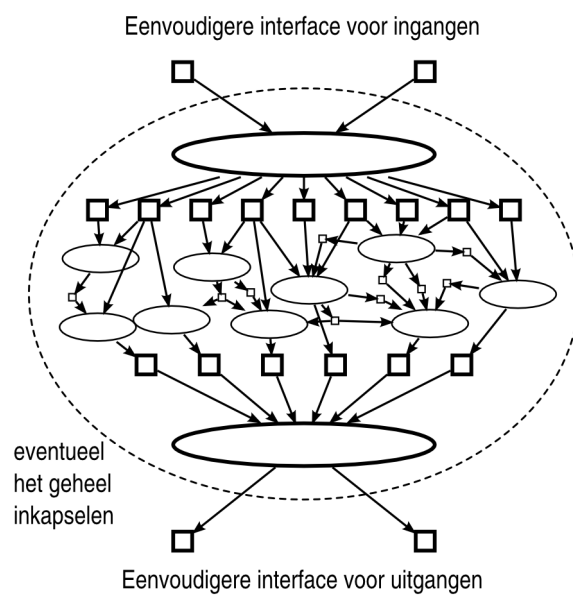 Eenvoudigere interface voor ingangen
eventueel
het geheel
inkapselen
Eenvoudigere interface voor uitgangen